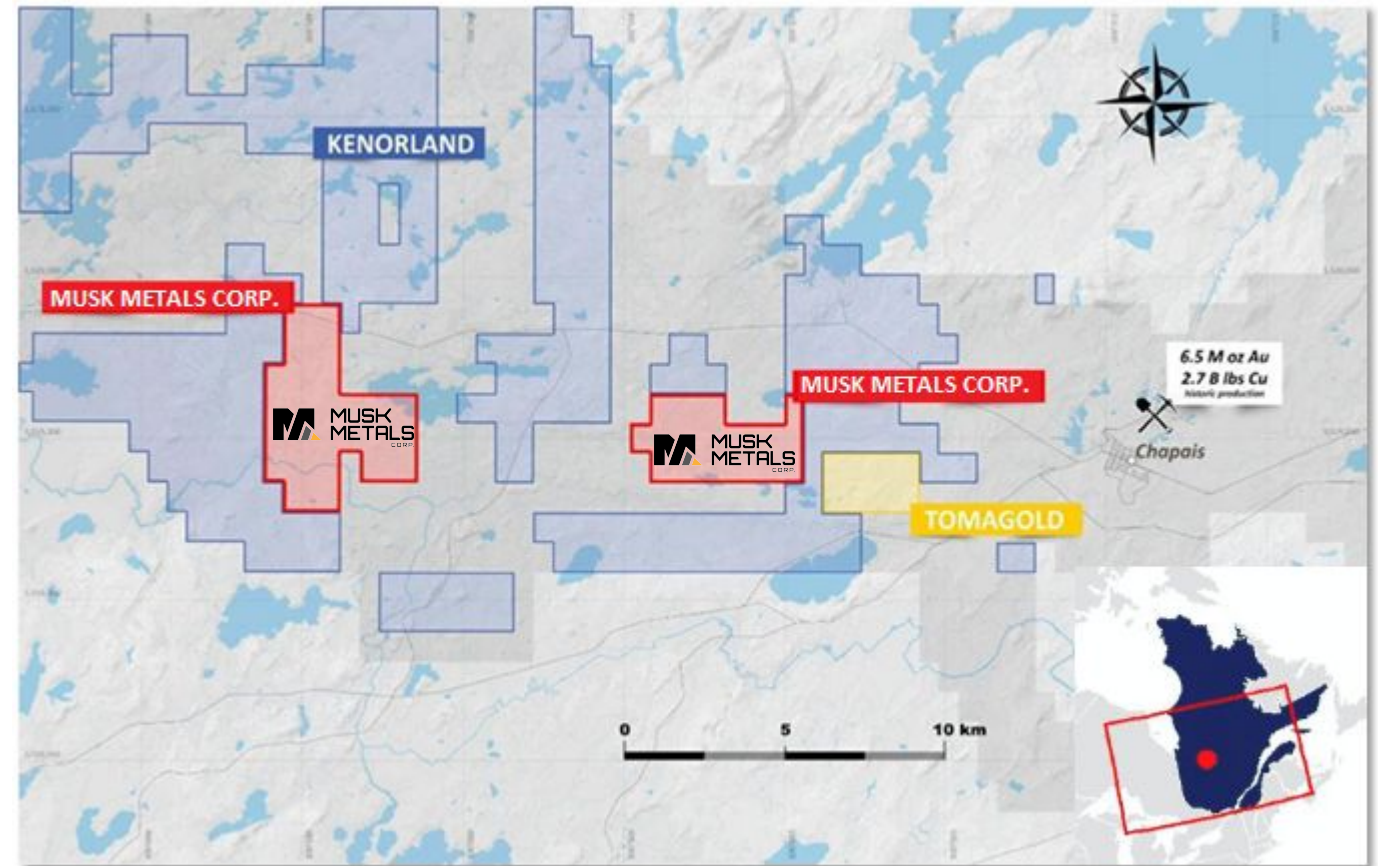 KENORLAND
MUSK METALS CORP.
6.5 M oz Au
2.7 B lbs Cu
historic production
MUSK METALS CORP.
MUSK
METALS
CORP.
MUSK
METALS
CORP.
Chapais
TOMAGOLD
0 5 10 km